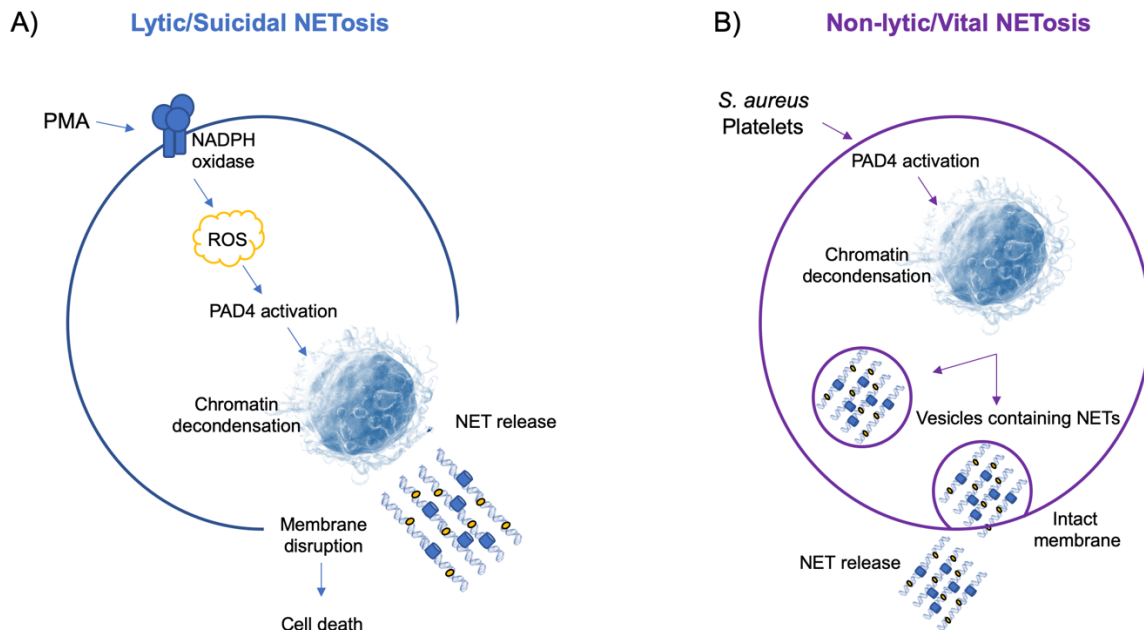 A)
Lytic/Suicidal NETosis
PMA
NADPH
oxidase
ROS
PAD4 activation
Chromatin
decondensation
NET release
Membrane
disruption
Cell death
B)
Non-lytic/Vital NETosis
S. aureus
Platelets
PAD4 activation
Chromatin
decondensation
Vesicles containing NETs
Intact
membrane
NET release